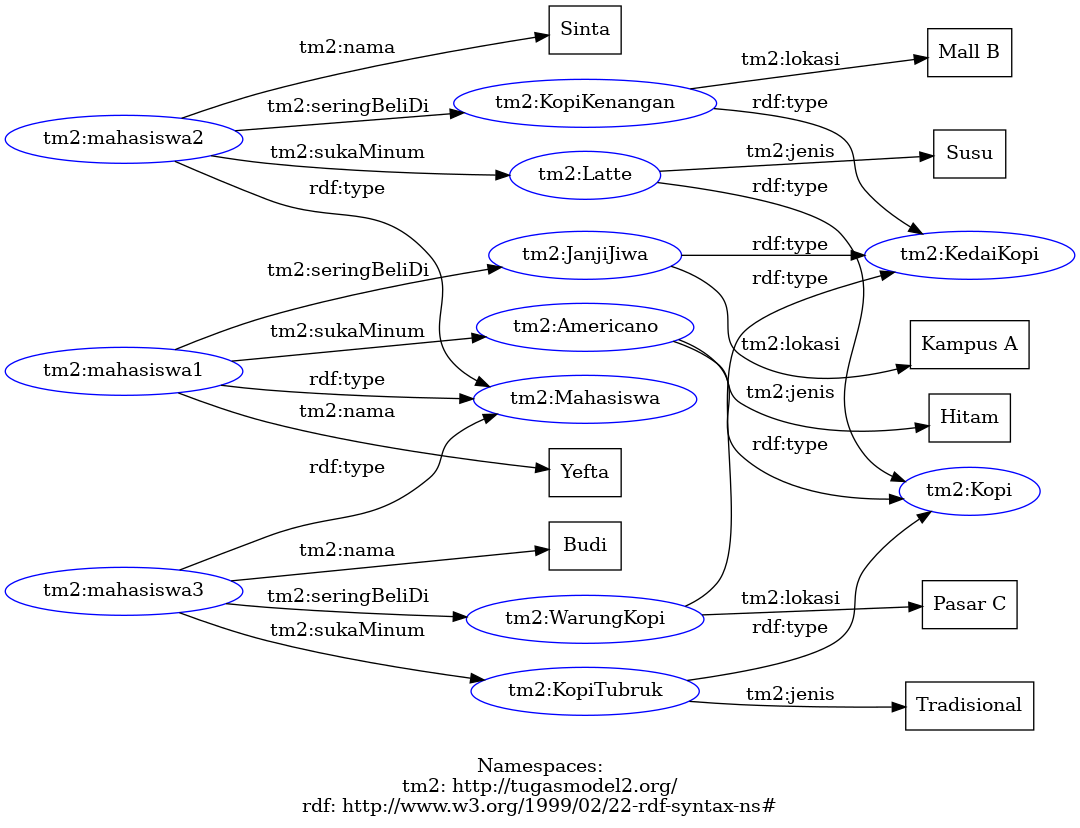 Sinta
tm2:nama
Mall B
tm2:lokasi
tm2:KopiKenangan
rdf:type
tm2:seringBeliDi
tm2:mahasiswa2
tm2:sukaMinum
tm2:jenis
Susu
tm2:Latte
rdf:type
rdf:type
tm2:JanjiJiwa
rdf:type
tm2:KedaiKopi
tm2:seringBeliDi
rdf:type
tm2:Americano
tm2:sukaMinum
tm2:lokasi
Kampus A
tm2:mahasiswa1
rdf:type
tm2:Mahasiswa
tm2:jenis
tm2:nama
Hitam
rdf:type
rdf:type
Yefta
tm2:Kopi
tm2:nama
Budi
tm2:mahasiswa3
tm2:seringBeliDi
tm2:lokasi
Pasar C
tm2:WarungKopi
rdf:type
tm2:sukaMinum
tm2:KopiTubruk
tm2:jenis
Tradisional
Namespaces:
tm2: http://tugasmodel2.org/
rdf: http://www.w3.org/1999/02/22-rdf-syntax-ns#